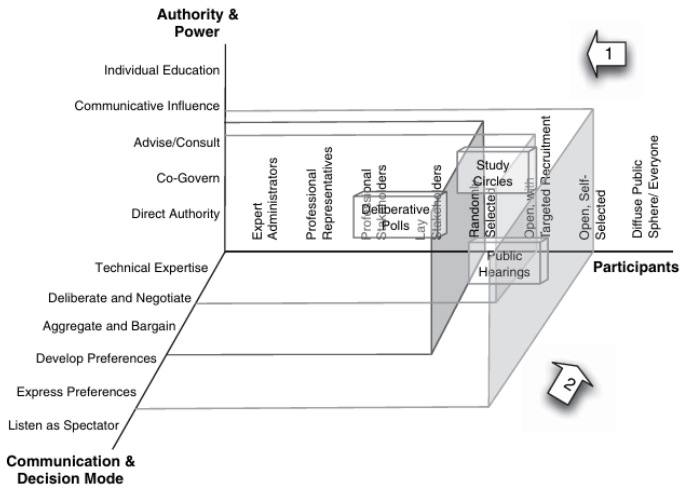 Authority &
Power
1
Individual Education
Communicative Influence
Advise/Consult
Co-Govern
Direct Authority
Expert
Administrators
Professional
Representatives
Professional
Stakeholders
Lay
Stakeholders
Randomly
Selected
Open, with
Targeted Recruitment
Open, Self-
Selected
Diffuse Public
Sphere/ Everyone
Study
Circles
Deliberative
Polls
Public
Hearings
Participants
Technical Expertise
Deliberate and Negotiate
Aggregate and Bargain
Develop Preferences
Express Preferences
Listen as Spectator
2
Communication &
Decision Mode